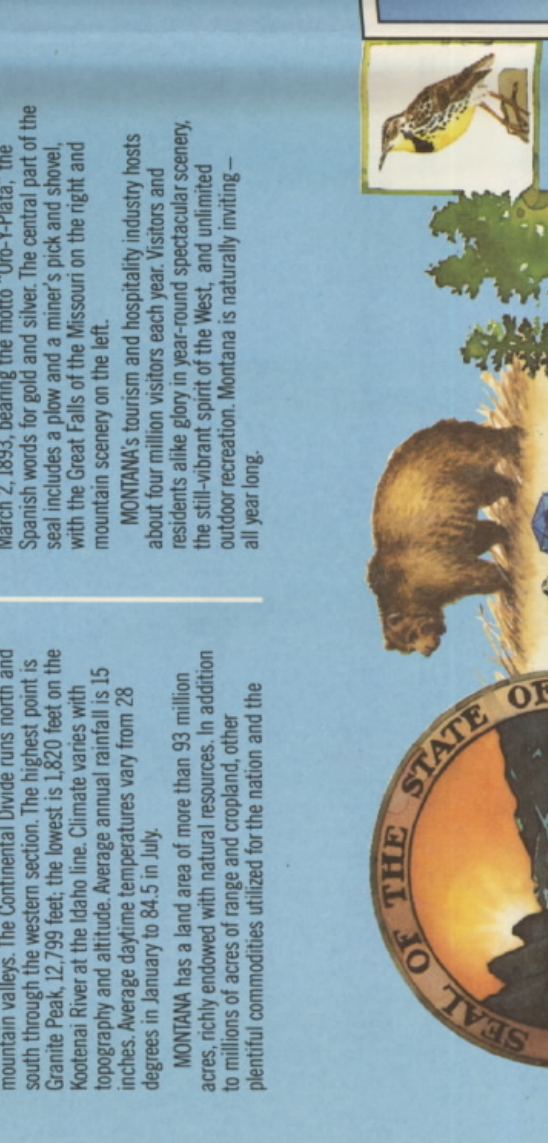 mountain valleys. The Continental Divide runs north and
south through the western section. The highest point is
Granite Peak, 12,799 feet; the lowest is 1,820 feet on the
Kootenai River at the Idaho line. Climate varies with
topography and altitude. Average annual rainfall is 15
inches. Average daytime temperatures vary from 28
degrees in January to 84.5 in July.
MONTANA has a land area of more than 93 million
acres, richly endowed with natural resources. In addition
to millions of acres of range and cropland, other
plentiful commodities utilized for the nation and the
March 2, 1893, bearing the motto "Oro-Y-Plata," the
Spanish words for gold and silver. The central part of the
seal includes a plow and a miner's pick and shovel,
with the Great Falls of the Missouri on the right and
mountain scenery on the left.
MONTANA's tourism and hospitality industry hosts
about four million visitors each year. Visitors and
residents alike glory in year-round spectacular scenery,
the still-vibrant spirit of the West, and unlimited
outdoor recreation. Montana is naturally inviting –
all year long.
SEAL OF THE STATE OF